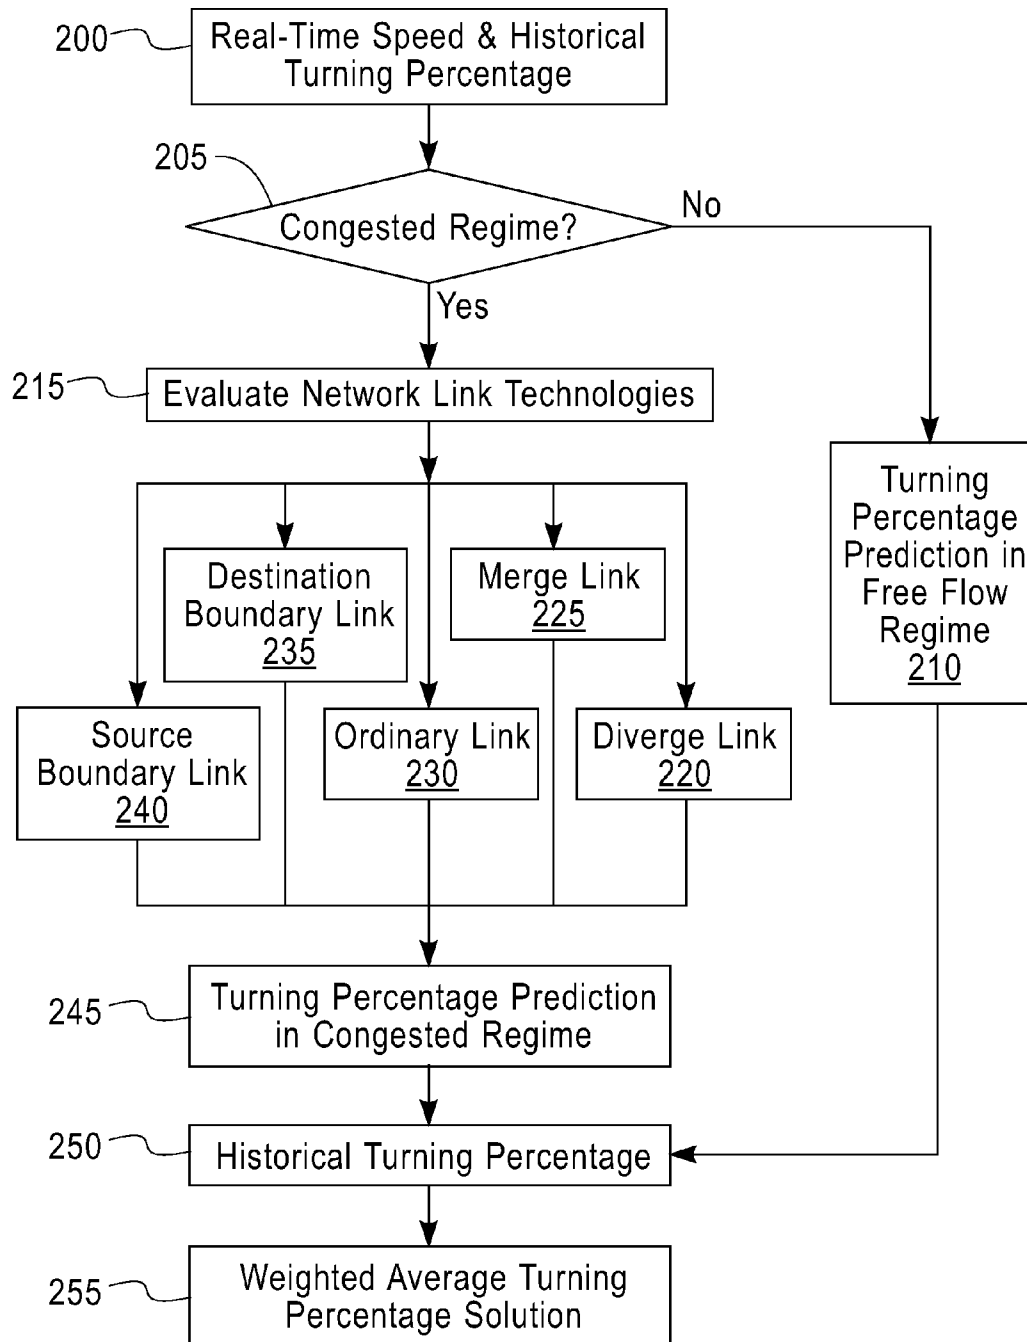 200
Real-Time Speed & Historical
Turning Percentage
205
Congested Regime?
No
Yes
215
Evaluate Network Link Technologies
Turning
Percentage
Prediction in
Free Flow
Regime
210
Destination
Boundary Link
235
Merge Link
225
Source
Boundary Link
240
Ordinary Link
230
Diverge Link
220
245
Turning Percentage Prediction
in Congested Regime
250
Historical Turning Percentage
255
Weighted Average Turning
Percentage Solution